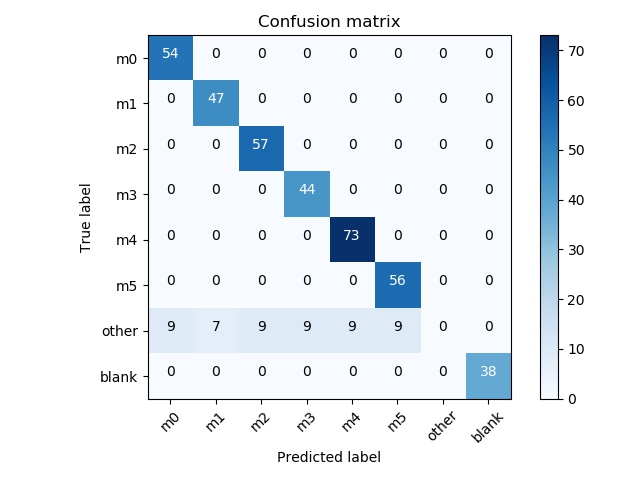 Confusion matrix
True label
m0 54 0 0 0 0 0 0 0
m1 0 47 0 0 0 0 0 0
m2 0 0 57 0 0 0 0 0
m3 0 0 0 44 0 0 0 0
m4 0 0 0 0 73 0 0 0
m5 0 0 0 0 0 56 0 0
other 9 7 9 9 9 9 0 0
blank 0 0 0 0 0 0 0 38
m0 m1 m2 m3 m4 m5 other blank
Predicted label
70
60
50
40
30
20
10
0